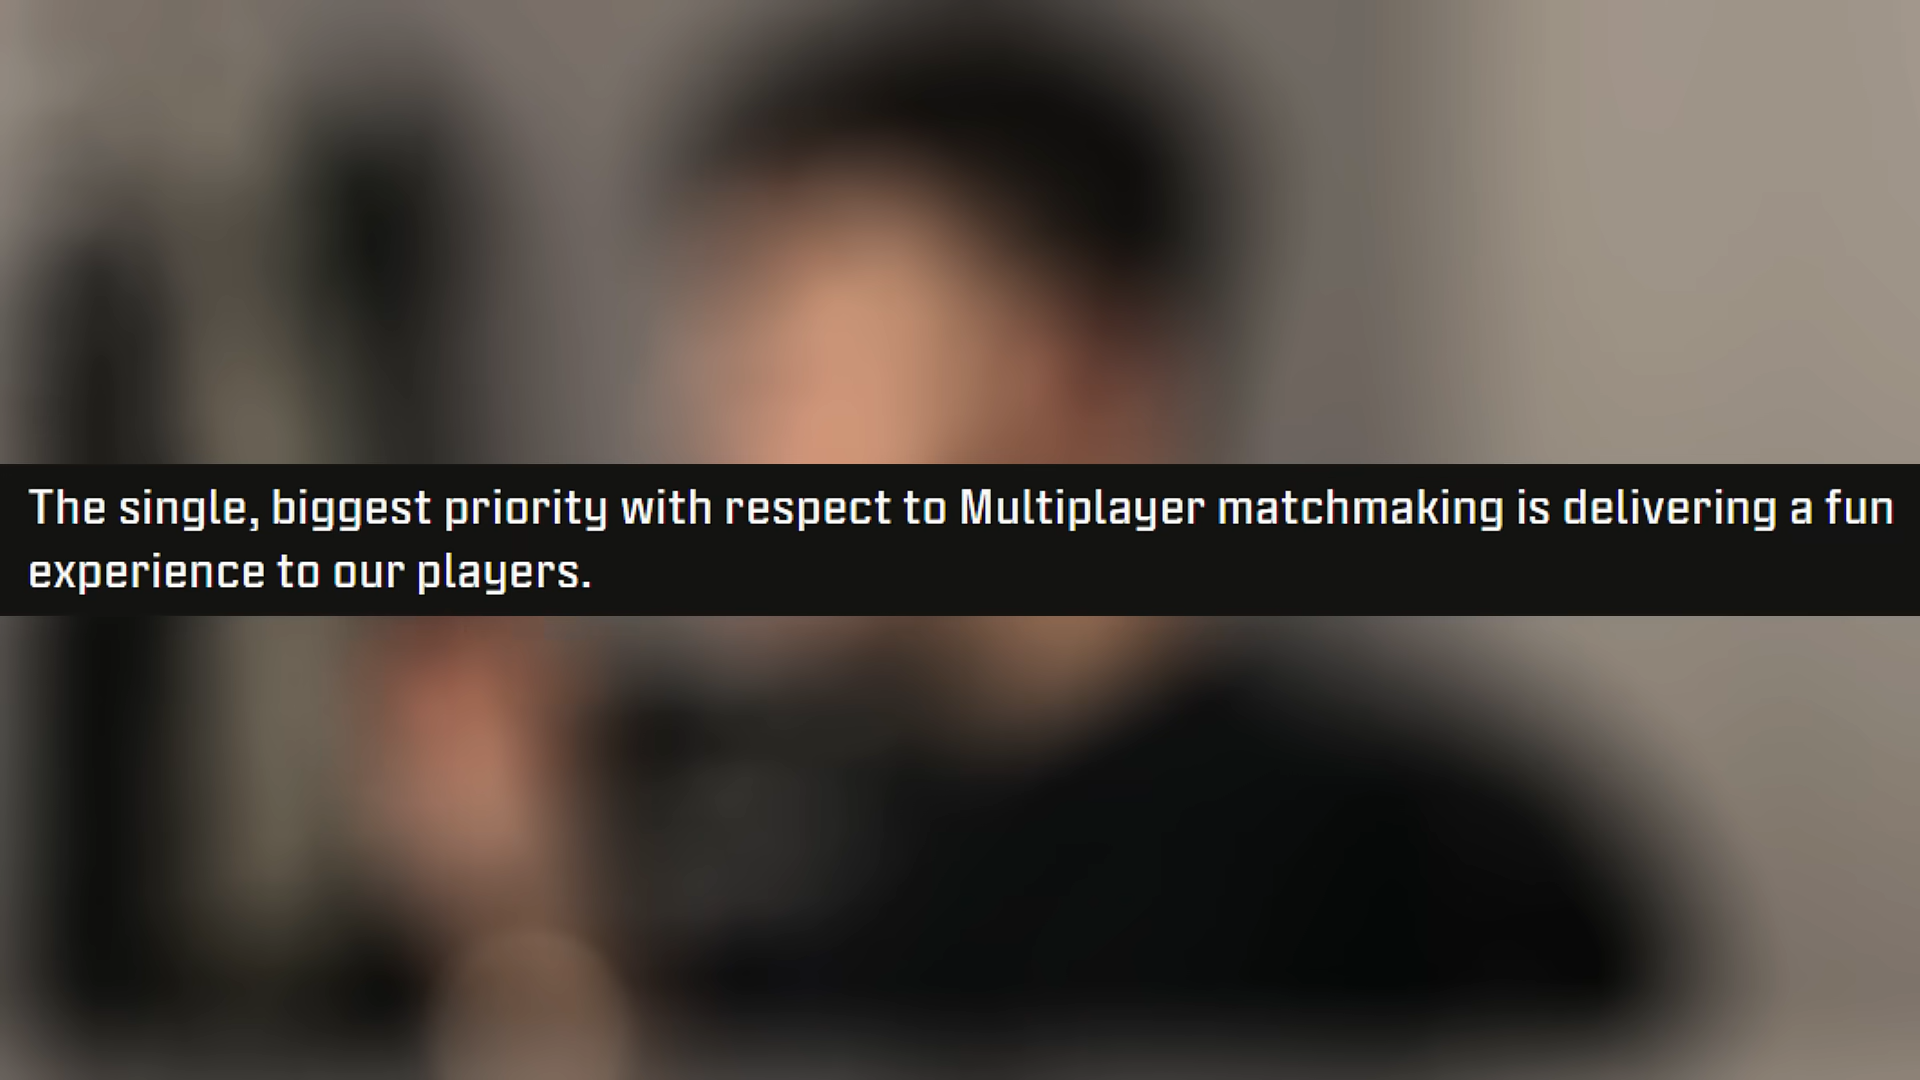 The single, biggest priority with respect to Multiplayer matchmaking is delivering a fun
experience to our players.